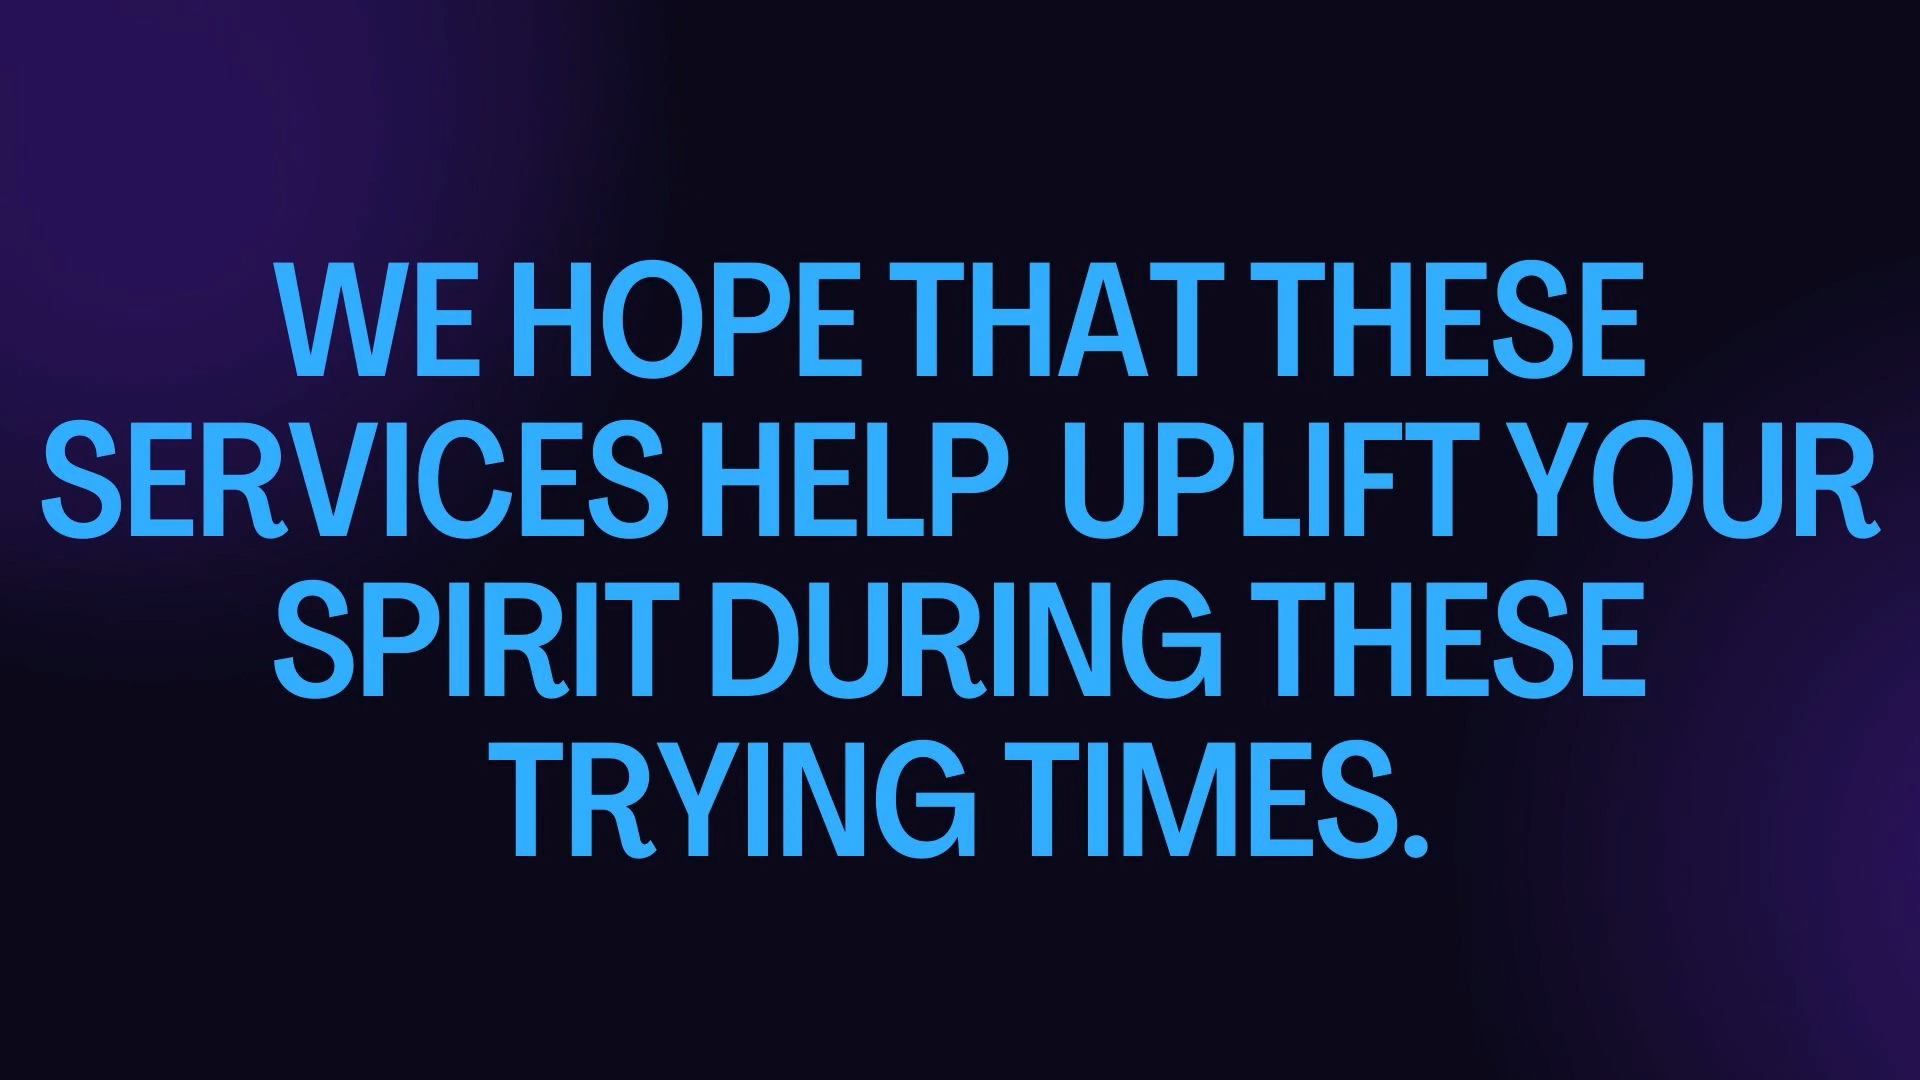 WE HOPE THAT THESE
SERVICES HELP  UPLIFT YOUR
SPIRIT DURING THESE
TRYING TIMES.